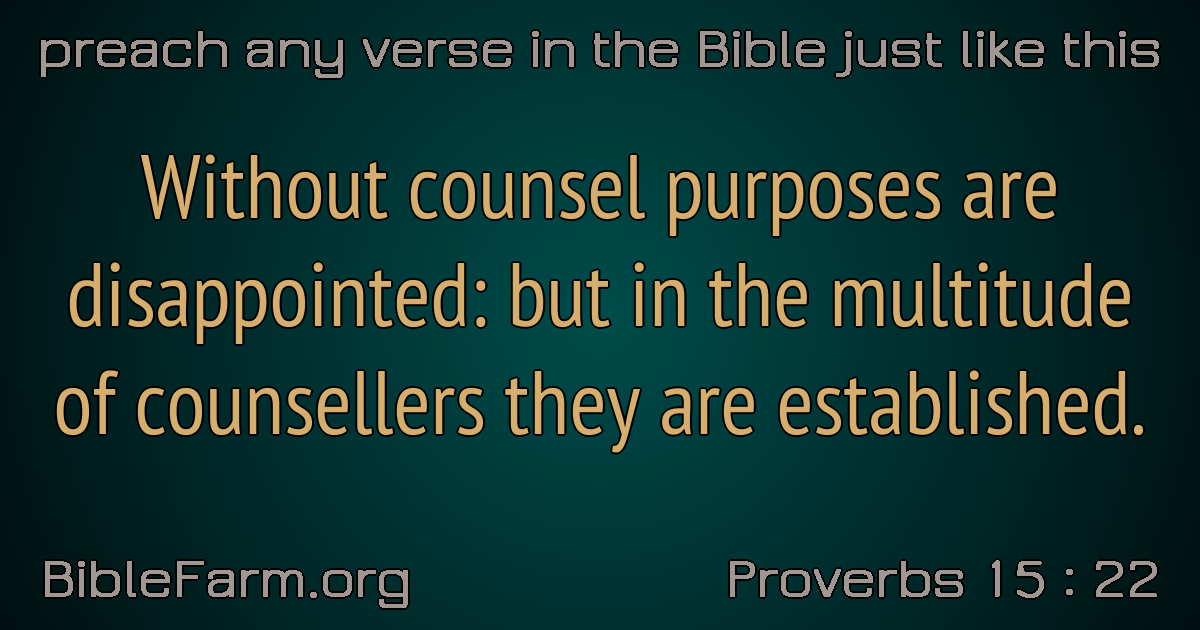 preach any verse in the Bible just like this
Without counsel purposes are
disappointed: but in the multitude
of counsellers they are established.
BibleFarm.org
Proverbs 15 : 22